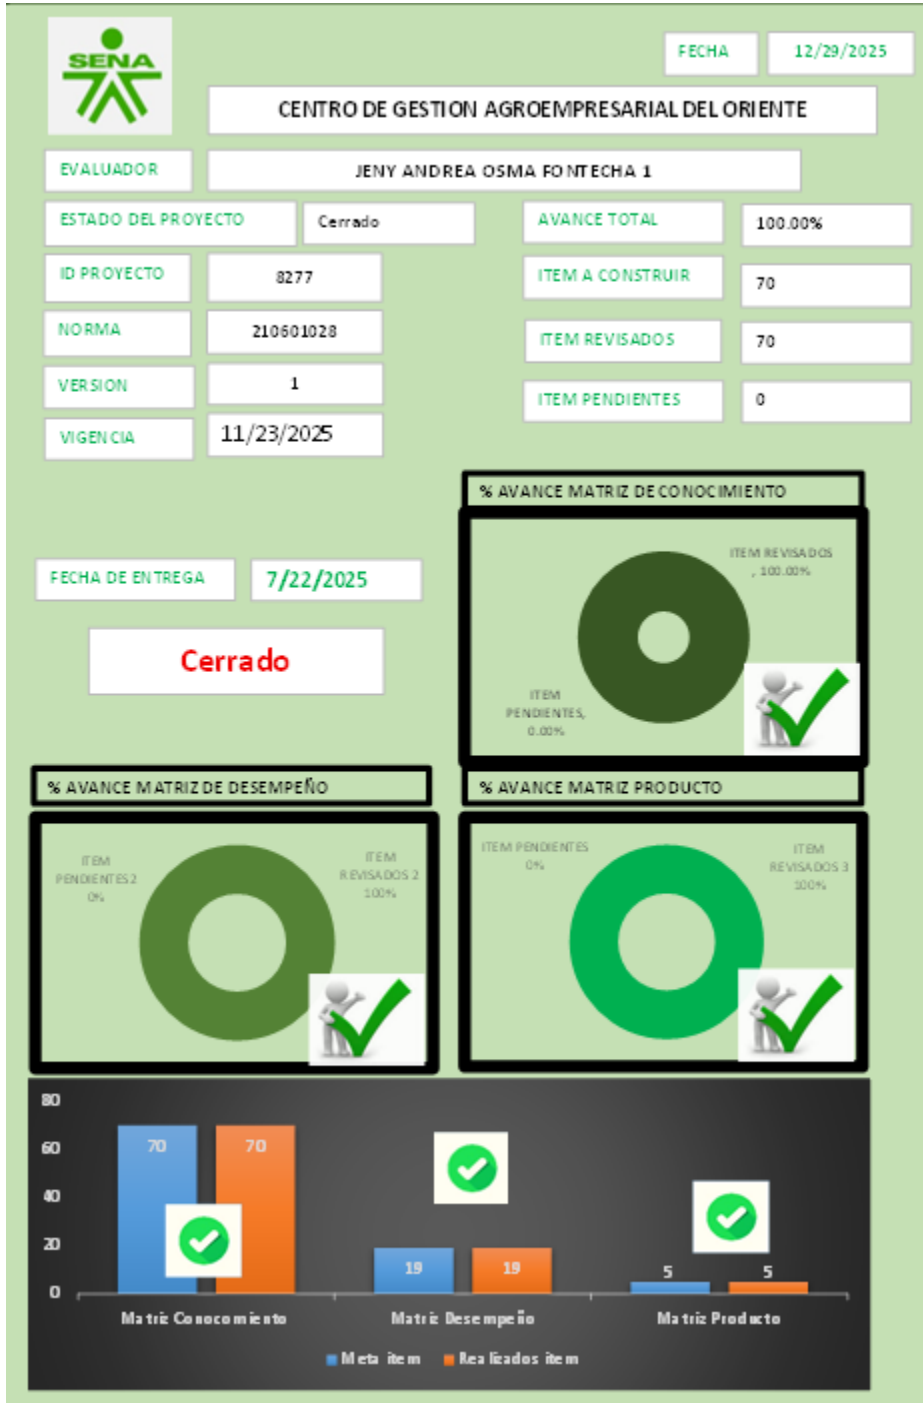 SENA
FECHA 12/29/2025
CENTRO DE GESTION AGROEMPRESARIAL DEL ORIENTE
EVALUADOR JENY ANDREA OSMA FONTECHA 1
ESTADO DEL PROYECTO Cerrado
AVANCE TOTAL 100.00%
ID PROYECTO 8277
ITEM A CONSTRUIR 70
NORMA 210601028
ITEM REVISADOS 70
VERSION 1
ITEM PENDIENTES 0
VIGENCIA 11/23/2025
% AVANCE MATRIZ DE CONOCIMIENTO
ITEM REVISADOS
, 100.00%
ITEM
PENDIENTES,
0.00%
FECHA DE ENTREGA 7/22/2025
Cerrado
% AVANCE MATRIZ DE DESEMPEÑO
ITEM
PENDIENTES 2
0%
ITEM
REVISADOS 2
100%
% AVANCE MATRIZ PRODUCTO
ITEM PENDIENTES
0%
ITEM
REVISADOS 3
100%
80
60
40
20
0
70 70
19 19
5 5
Matriz Conocomiento Matriz Desempeño Matriz Producto
Meta item Realizados item